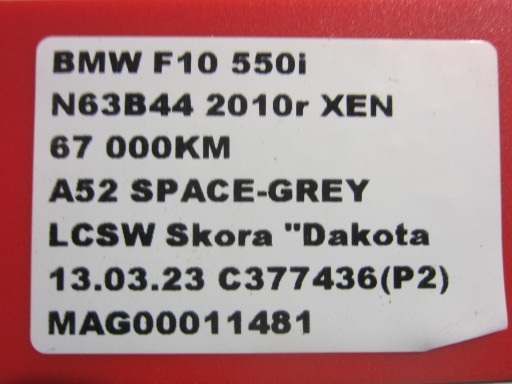 BMW F10 550i
N63B44 2010r XEN
67 000KM
A52 SPACE-GREY
LCSW Skora "Dakota
13.03.23 C377436(P2)
MAG00011481